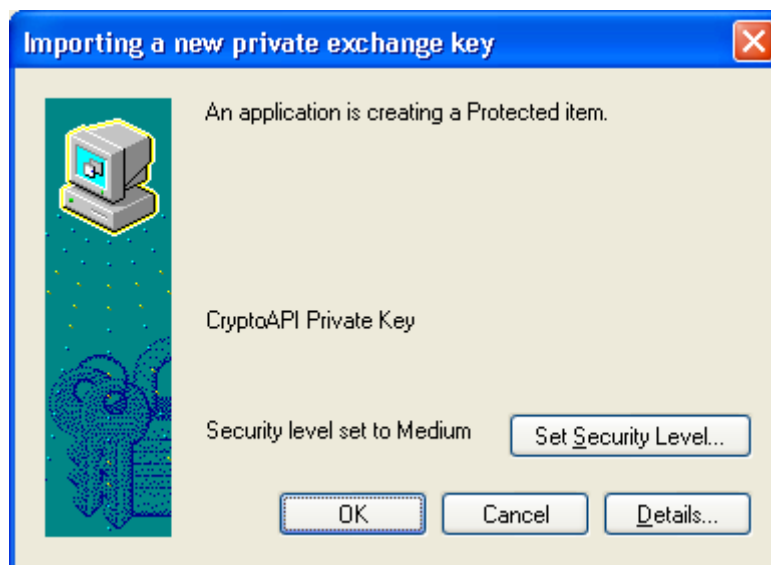 Importing a new private exchange key
An application is creating a Protected item.
CryptoAPI Private Key
Security level set to Medium
Set Security Level...
OK
Cancel
Details...